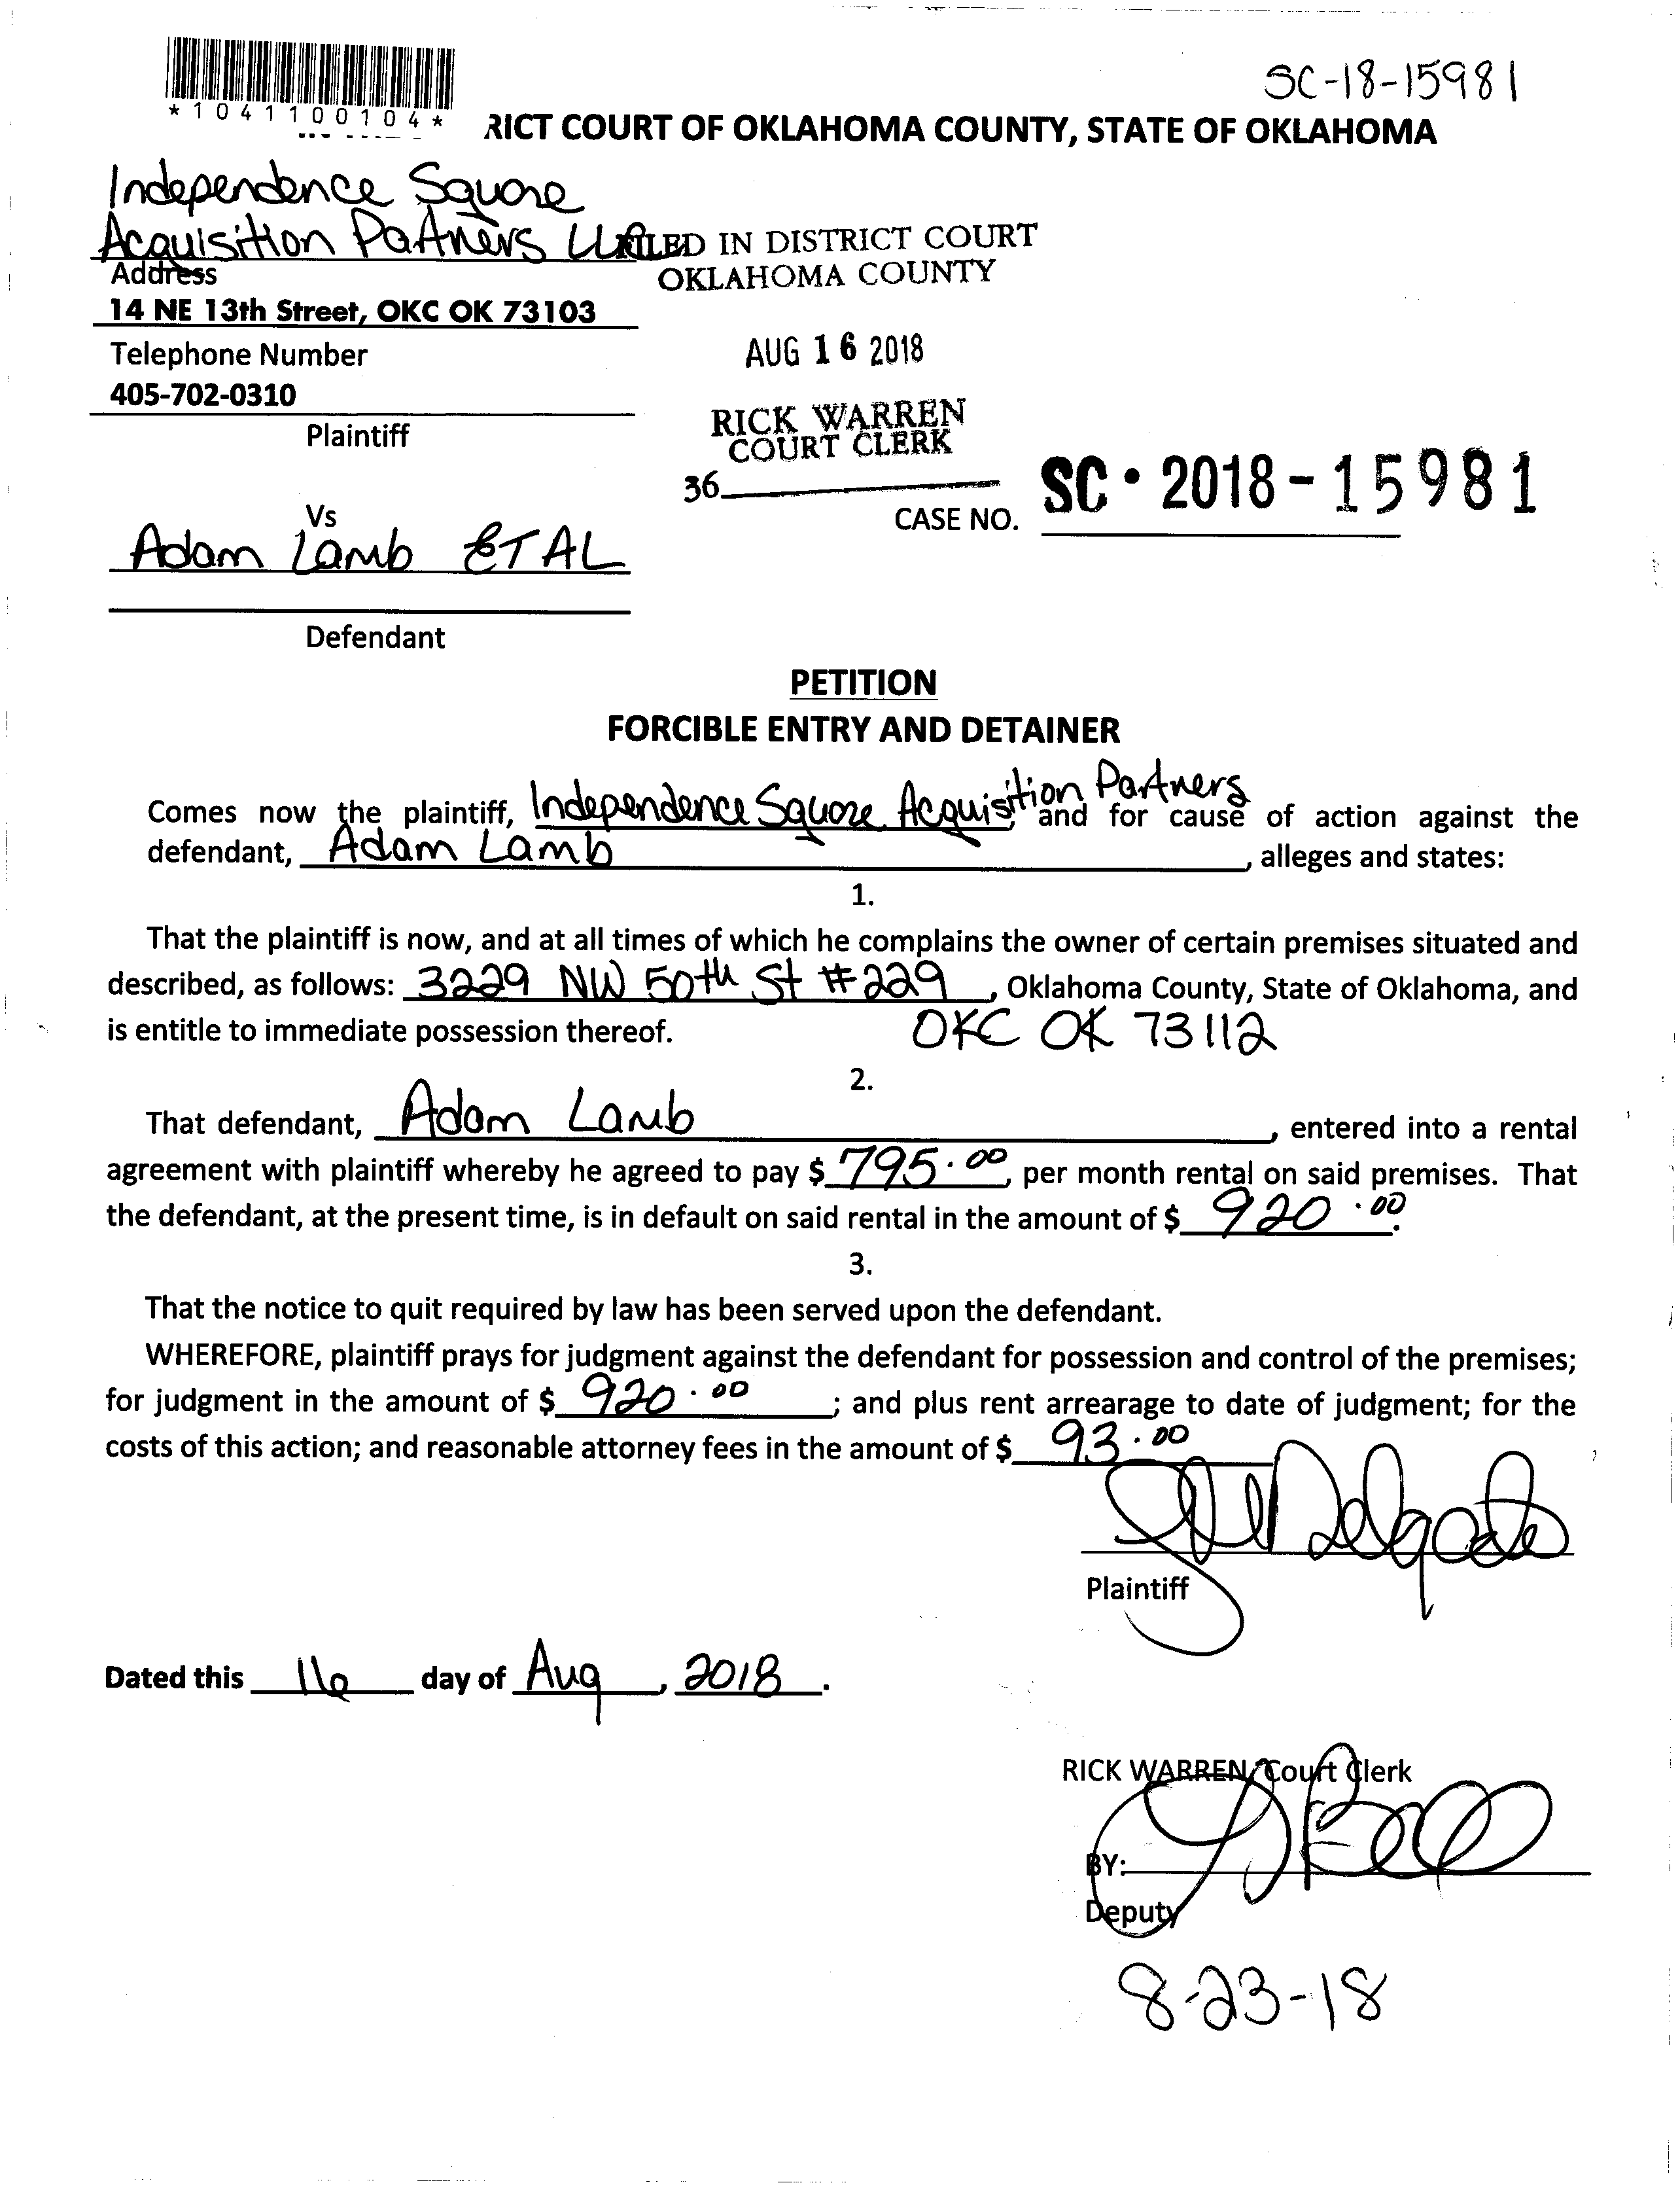 SC-18-15981
*1041100104*
RICT COURT OF OKLAHOMA COUNTY, STATE OF OKLAHOMA
Independence Square
Acquisition Partners LLC
FILED IN DISTRICT COURT
OKLAHOMA COUNTY
Address
14 NE 13th Street, OKC OK 73103
Telephone Number
AUG 16 2018
405-702-0310
Plaintiff
RICK WARREN
COURT CLERK
36
SC • 2018-15981
CASE NO.
Vs
Adam Lamb ETAL
Defendant
PETITION
FORCIBLE ENTRY AND DETAINER
Comes now the plaintiff, Independence Square Acquisition Partners, and for cause of action against the
defendant, Adam Lamb, alleges and states:
1.
That the plaintiff is now, and at all times of which he complains the owner of certain premises situated and
described, as follows: 3229 NW 50th St #229, Oklahoma County, State of Oklahoma, and
is entitle to immediate possession thereof. OKC OK 73112
2.
That defendant, Adam Lamb, entered into a rental
agreement with plaintiff whereby he agreed to pay $ 795.00, per month rental on said premises. That
the defendant, at the present time, is in default on said rental in the amount of $ 920.00.
3.
That the notice to quit required by law has been served upon the defendant.
WHEREFORE, plaintiff prays for judgment against the defendant for possession and control of the premises;
for judgment in the amount of $ 920.00; and plus rent arrearage to date of judgment; for the
costs of this action; and reasonable attorney fees in the amount of $ 93.00
Delgado
Plaintiff
Dated this 16 day of Aug, 2018.
RICK WARREN, Court Clerk
BY:
Deputy
8-23-18